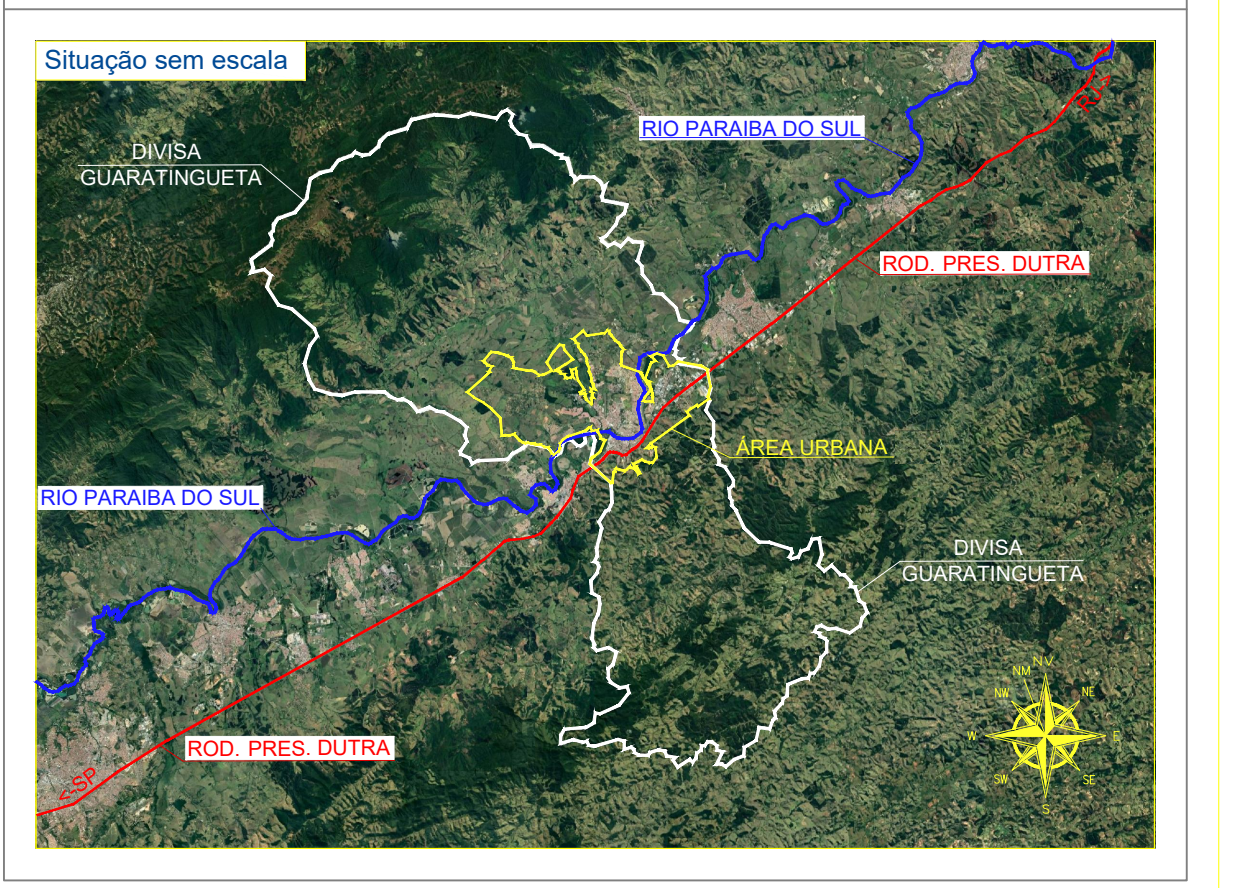 Situação sem escala
RIO PARAIBA DO SUL
RJ->
DIVISA
GUARATINGUETA
ROD. PRES. DUTRA
ÁREA URBANA
RIO PARAIBA DO SUL
DIVISA
GUARATINGUETA
NV
NM
NW
NE
W
E
SW
SE
S
ROD. PRES. DUTRA
<-SP